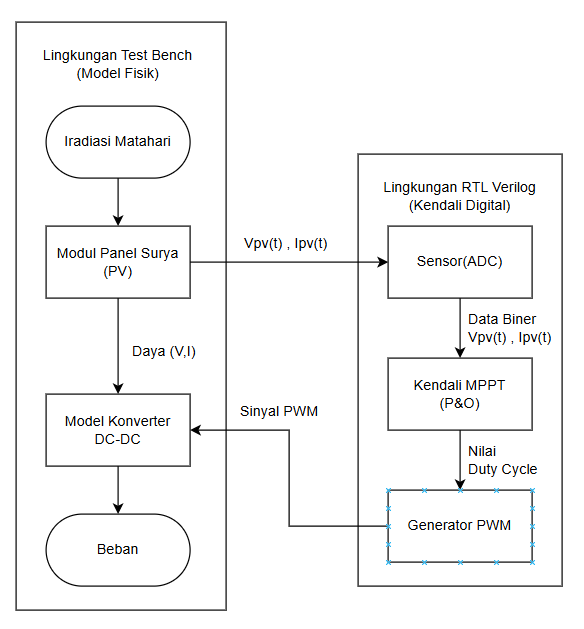 Lingkungan Test Bench
(Model Fisik)
Iradiasi Matahari
Modul Panel Surya
(PV)
Daya (V,I)
Model Konverter
DC-DC
Beban
Vpv(t) , Ipv(t)
Sinyal PWM
Lingkungan RTL Verilog
(Kendali Digital)
Sensor(ADC)
Data Biner
Vpv(t) , Ipv(t)
Kendali MPPT
(P&O)
Nilai
Duty Cycle
Generator PWM